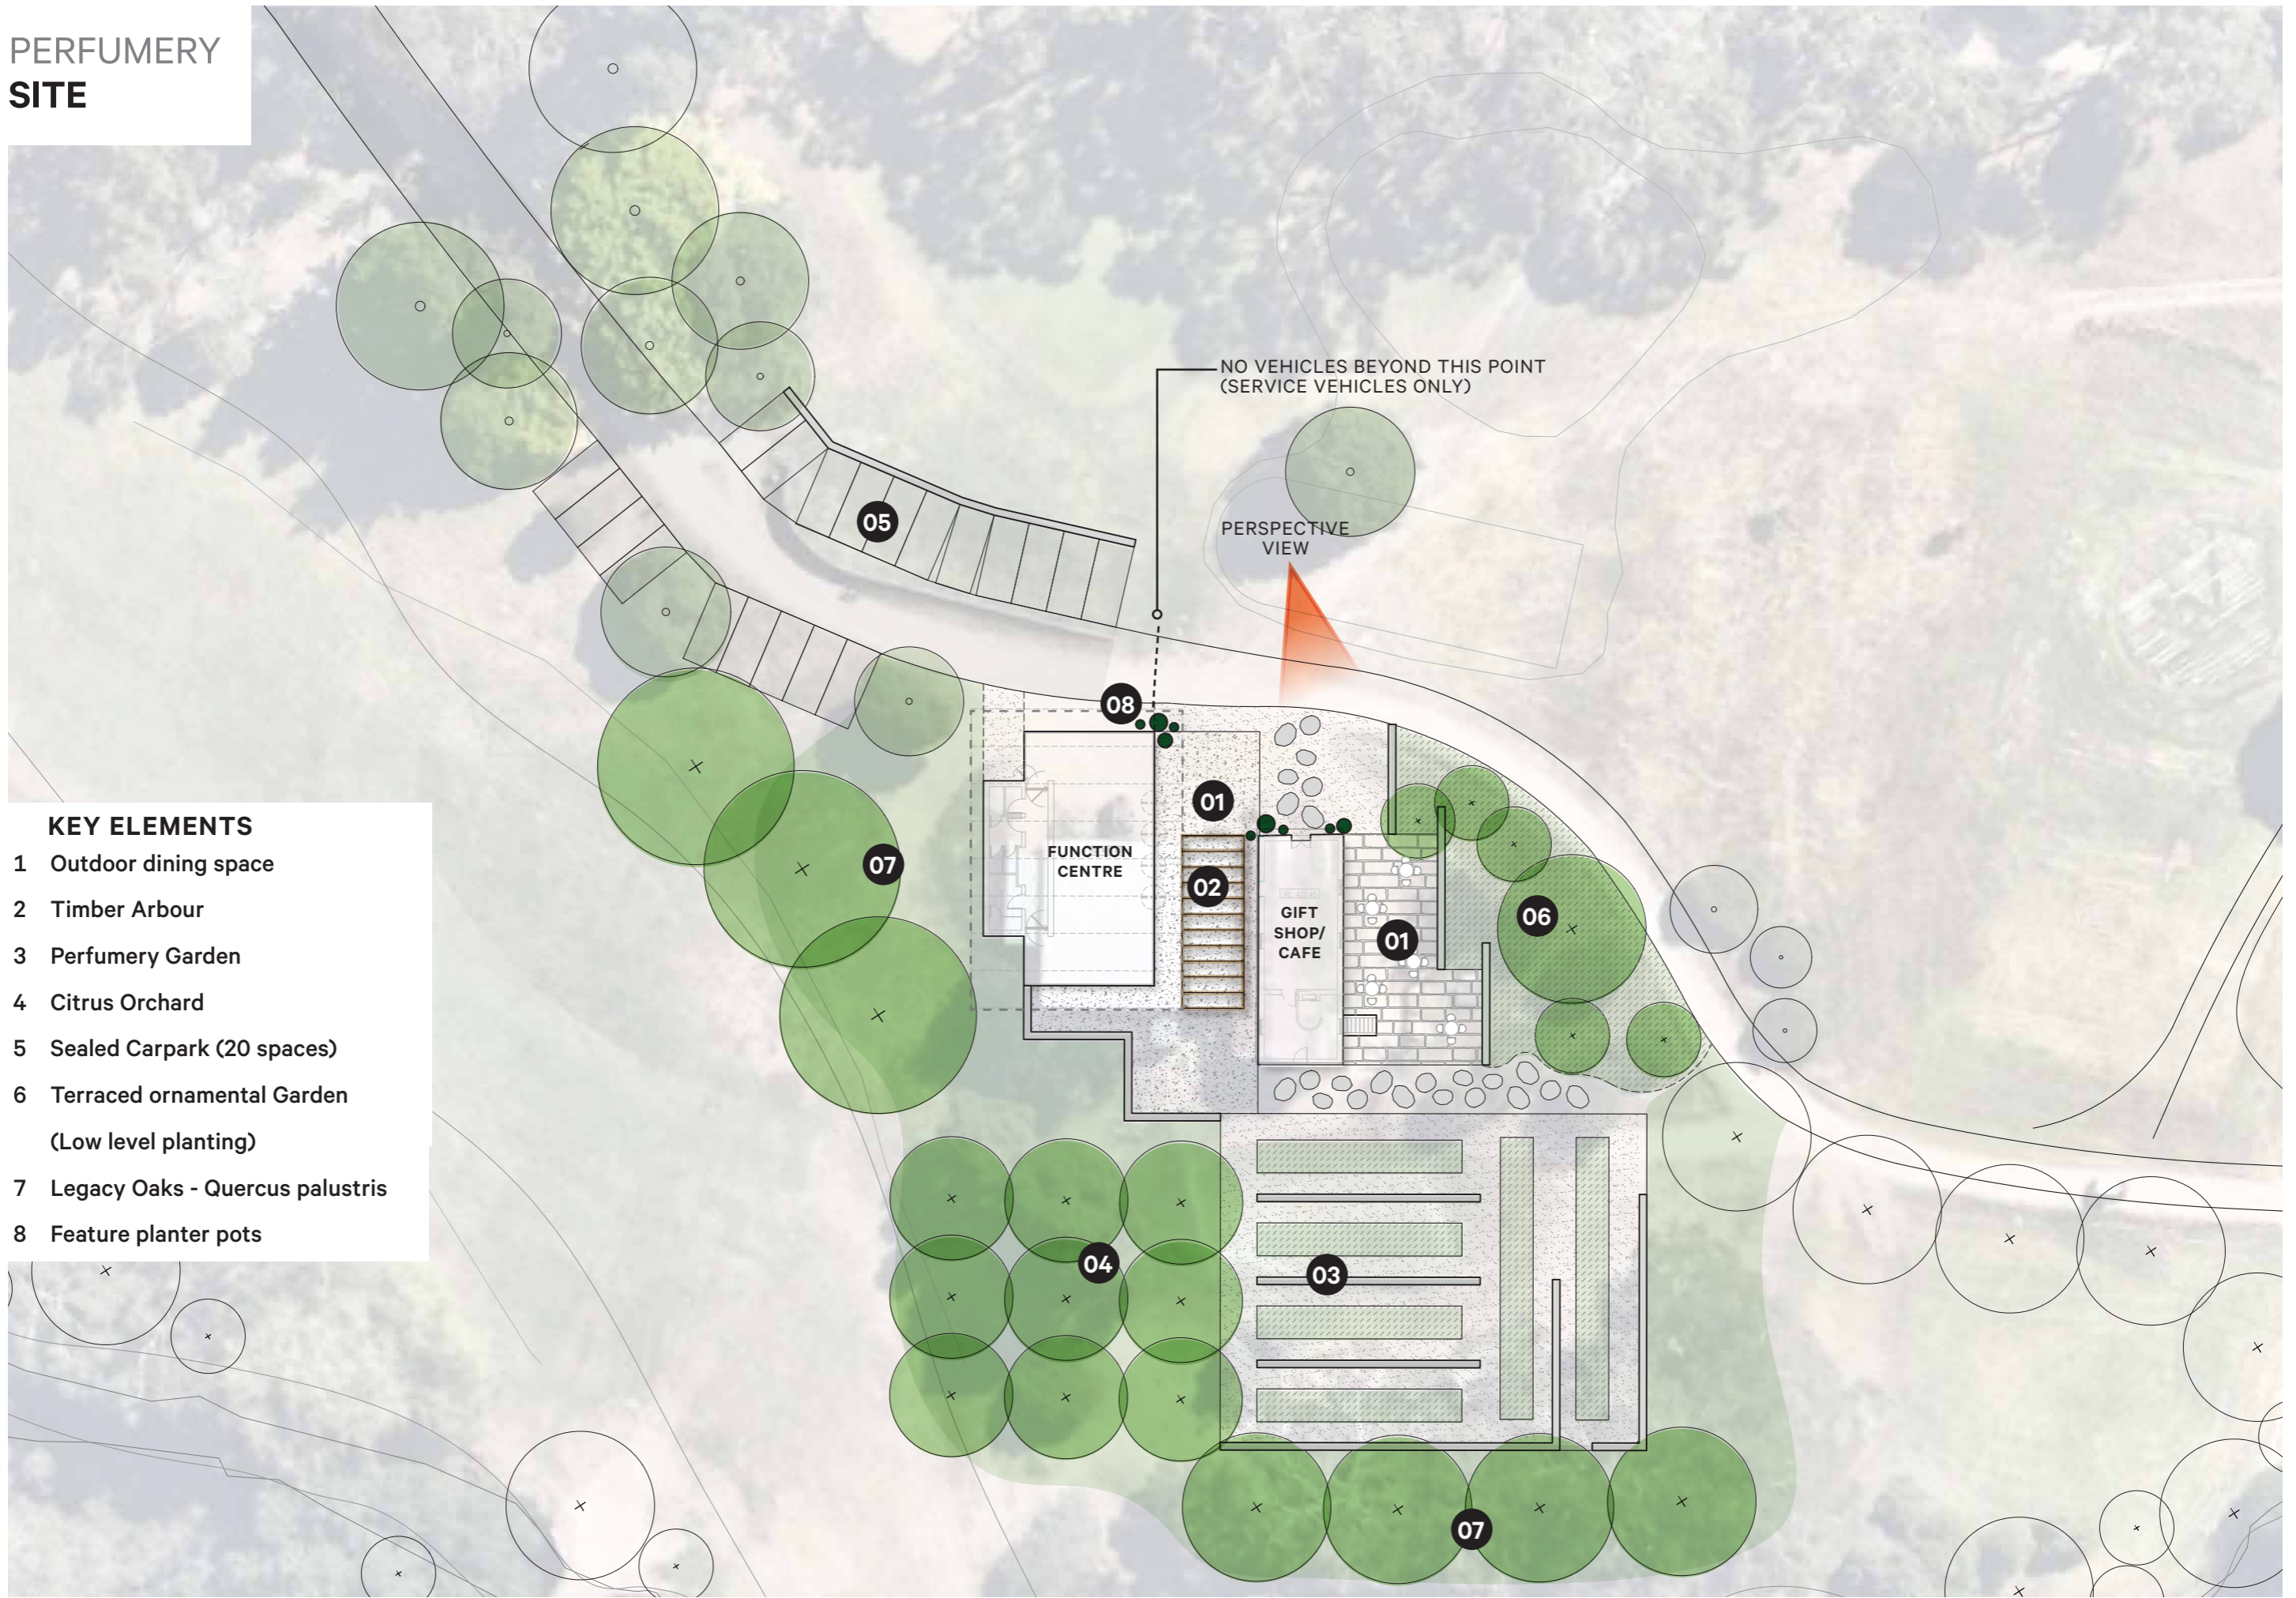 PERFUMERY
SITE
NO VEHICLES BEYOND THIS POINT
(SERVICE VEHICLES ONLY)
PERSPECTIVE
VIEW
05
08
01
FUNCTION
CENTRE
07
02
GIFT
SHOP/
CAFE
01
06
04
03
07
KEY ELEMENTS
1 Outdoor dining space
2 Timber Arbour
3 Perfumery Garden
4 Citrus Orchard
5 Sealed Carpark (20 spaces)
6 Terraced ornamental Garden
(Low level planting)
7 Legacy Oaks - Quercus palustris
8 Feature planter pots